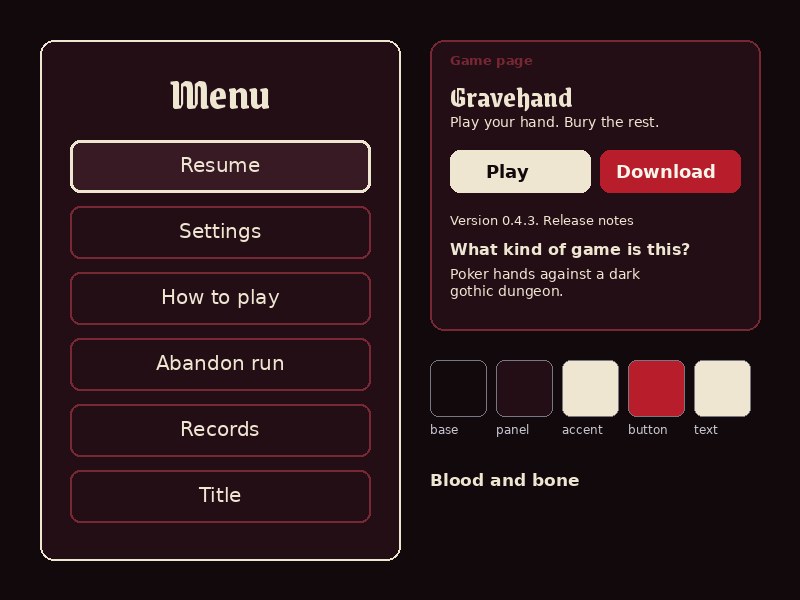 Menu
Resume
Settings
How to play
Abandon run
Records
Title
Game page
Gravehand
Play your hand. Bury the rest.
Play
Download
Version 0.4.3. Release notes
What kind of game is this?
Poker hands against a dark
gothic dungeon.
base
panel
accent
button
text
Blood and bone